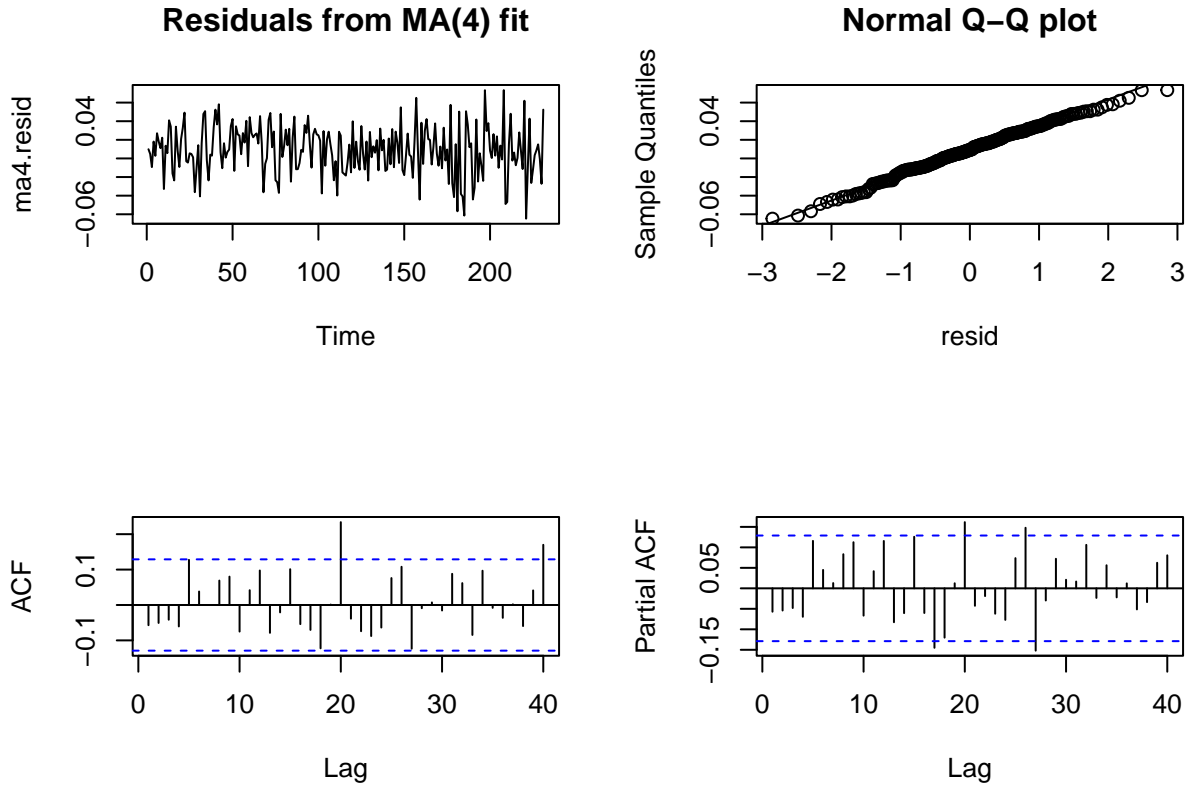 Residuals from MA(4) fit
ma4.resid
0.04
−0.06
0 50 100 150 200
Time
Normal Q−Q plot
Sample Quantiles
0.04
−0.06
−3 −2 −1 0 1 2 3
resid
ACF
0.1
−0.1
0 10 20 30 40
Lag
Partial ACF
0.05
−0.15
0 10 20 30 40
Lag